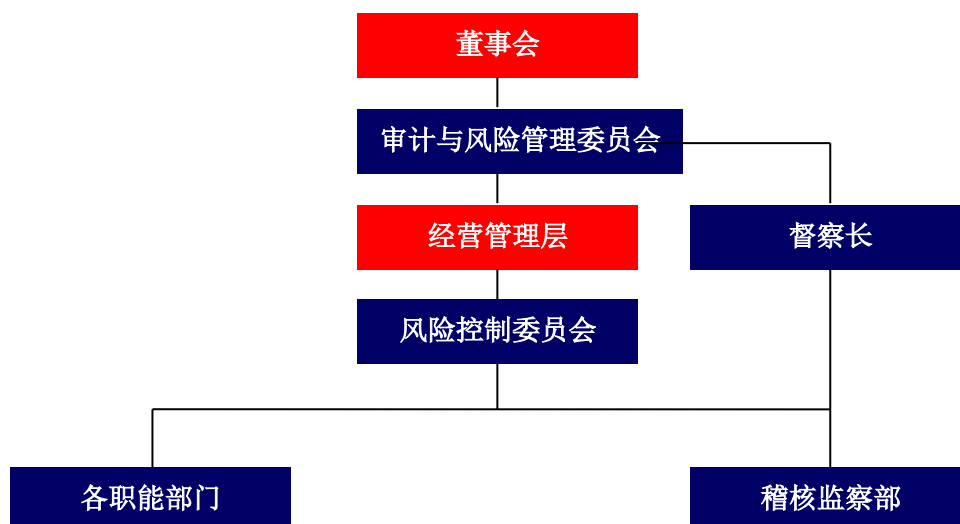 董事会
审计与风险管理委员会
经营管理层
督察长
风险控制委员会
各职能部门
稽核监察部